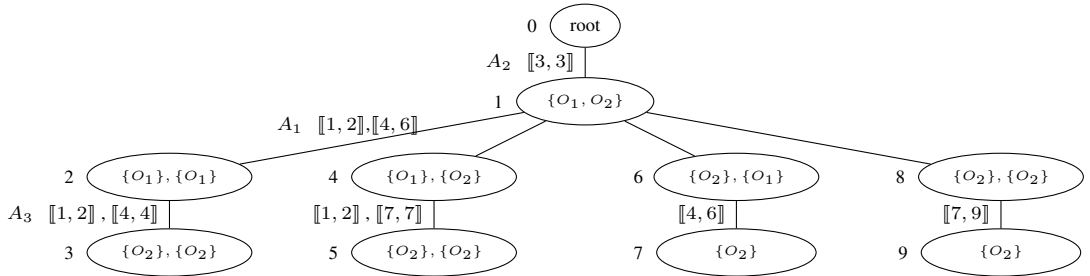 0 root
A₂ ⟦3, 3⟧
1 {O₁, O₂}
A₁ ⟦1, 2⟧,⟦4, 6⟧
2 {O₁}, {O₁} 4 {O₁}, {O₂} 6 {O₂}, {O₁} 8 {O₂}, {O₂}
A₃ ⟦1, 2⟧ , ⟦4, 4⟧ ⟦1, 2⟧ , ⟦7, 7⟧ ⟦4, 6⟧ ⟦7, 9⟧
3 {O₂}, {O₂} 5 {O₂}, {O₂} 7 {O₂} 9 {O₂}